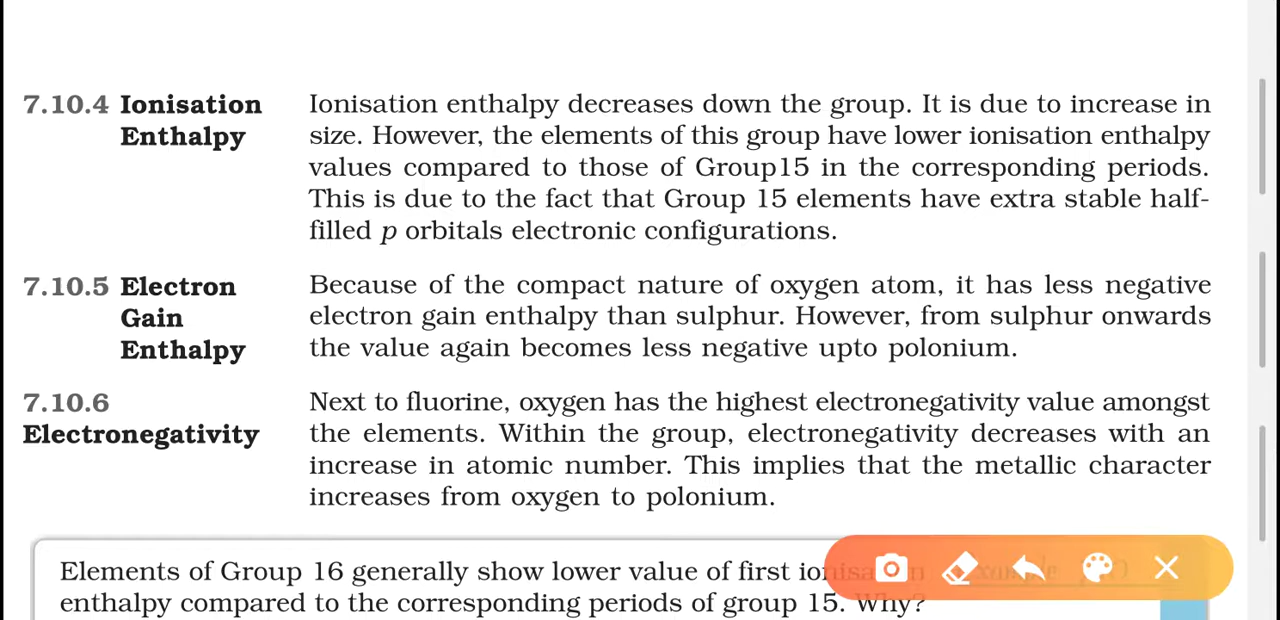 7.10.4 Ionisation Enthalpy
Ionisation enthalpy decreases down the group. It is due to increase in
size. However, the elements of this group have lower ionisation enthalpy
values compared to those of Group15 in the corresponding periods.
This is due to the fact that Group 15 elements have extra stable half-
filled p orbitals electronic configurations.
7.10.5 Electron
Gain
Enthalpy
Because of the compact nature of oxygen atom, it has less negative
electron gain enthalpy than sulphur. However, from sulphur onwards
the value again becomes less negative upto polonium.
7.10.6
Electronegativity
Next to fluorine, oxygen has the highest electronegativity value amongst
the elements. Within the group, electronegativity decreases with an
increase in atomic number. This implies that the metallic character
increases from oxygen to polonium.
Elements of Group 16 generally show lower value of first ionisation
enthalpy compared to the corresponding periods of group 15. Why?